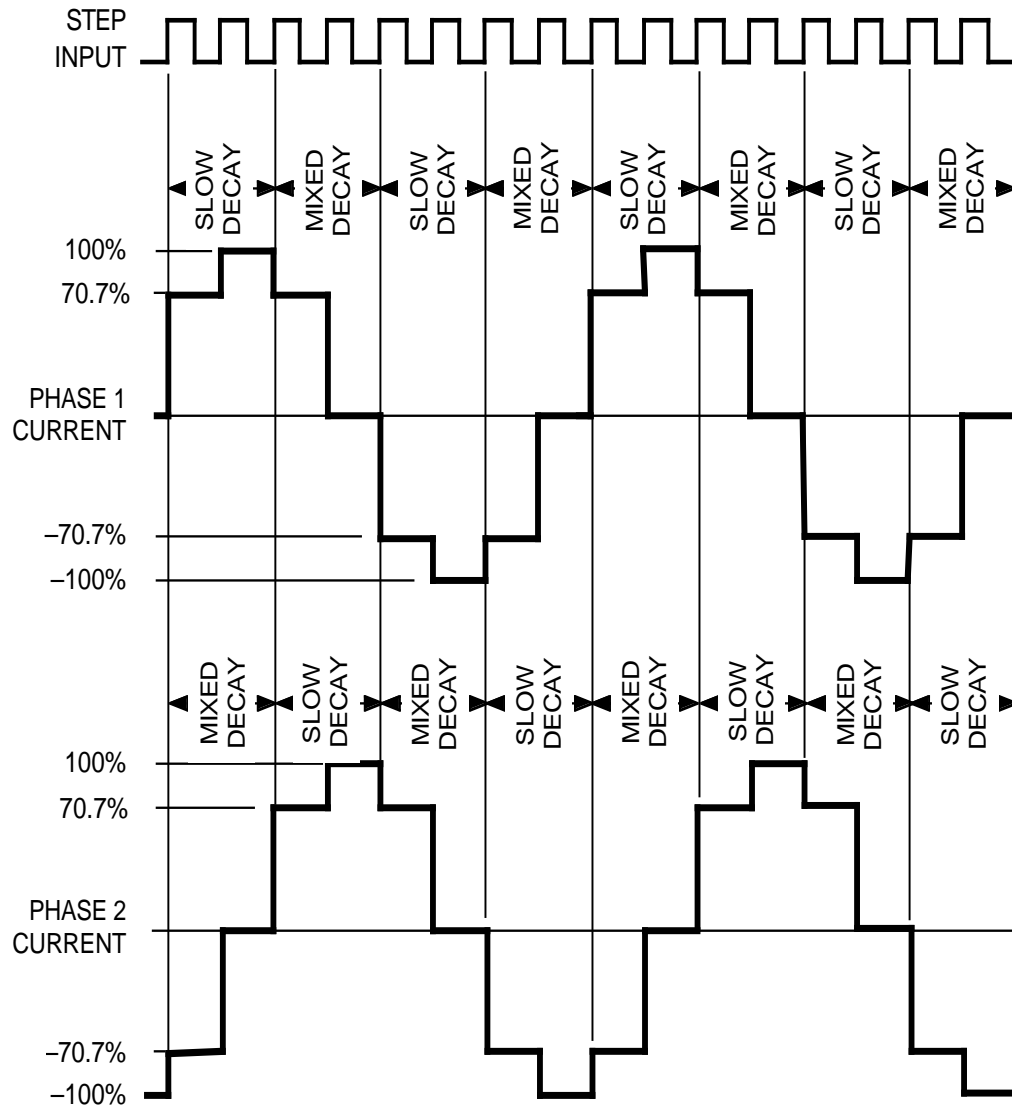 STEP
INPUT
SLOW
DECAY
MIXED
DECAY
SLOW
DECAY
MIXED
DECAY
SLOW
DECAY
MIXED
DECAY
SLOW
DECAY
MIXED
DECAY
100%
70.7%
PHASE 1
CURRENT
–70.7%
–100%
MIXED
DECAY
SLOW
DECAY
MIXED
DECAY
SLOW
DECAY
MIXED
DECAY
SLOW
DECAY
MIXED
DECAY
SLOW
DECAY
100%
70.7%
PHASE 2
CURRENT
–70.7%
–100%